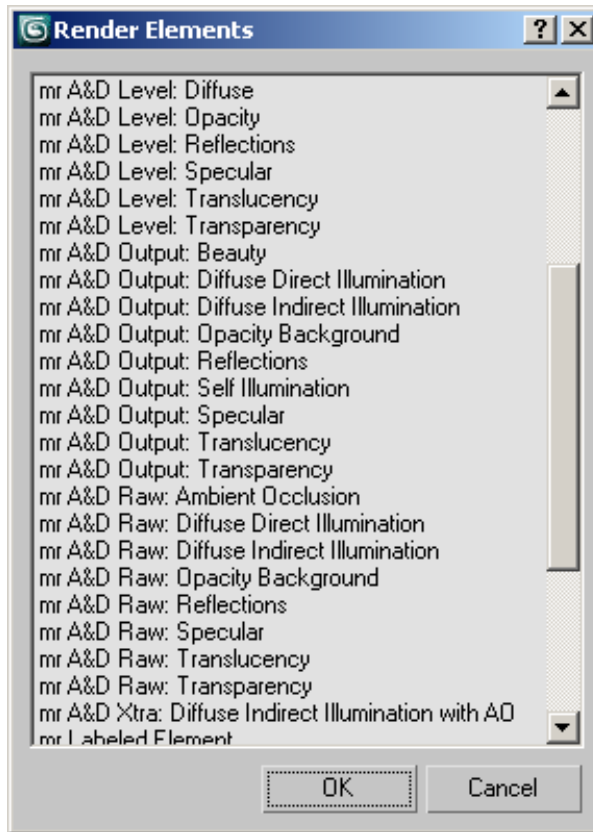 Render Elements
mr A&D Level: Diffuse
mr A&D Level: Opacity
mr A&D Level: Reflections
mr A&D Level: Specular
mr A&D Level: Translucency
mr A&D Level: Transparency
mr A&D Output: Beauty
mr A&D Output: Diffuse Direct Illumination
mr A&D Output: Diffuse Indirect Illumination
mr A&D Output: Opacity Background
mr A&D Output: Reflections
mr A&D Output: Self Illumination
mr A&D Output: Specular
mr A&D Output: Translucency
mr A&D Output: Transparency
mr A&D Raw: Ambient Occlusion
mr A&D Raw: Diffuse Direct Illumination
mr A&D Raw: Diffuse Indirect Illumination
mr A&D Raw: Opacity Background
mr A&D Raw: Reflections
mr A&D Raw: Specular
mr A&D Raw: Translucency
mr A&D Raw: Transparency
mr A&D Xtra: Diffuse Indirect Illumination with AO
mr Labeled Element
OK Cancel